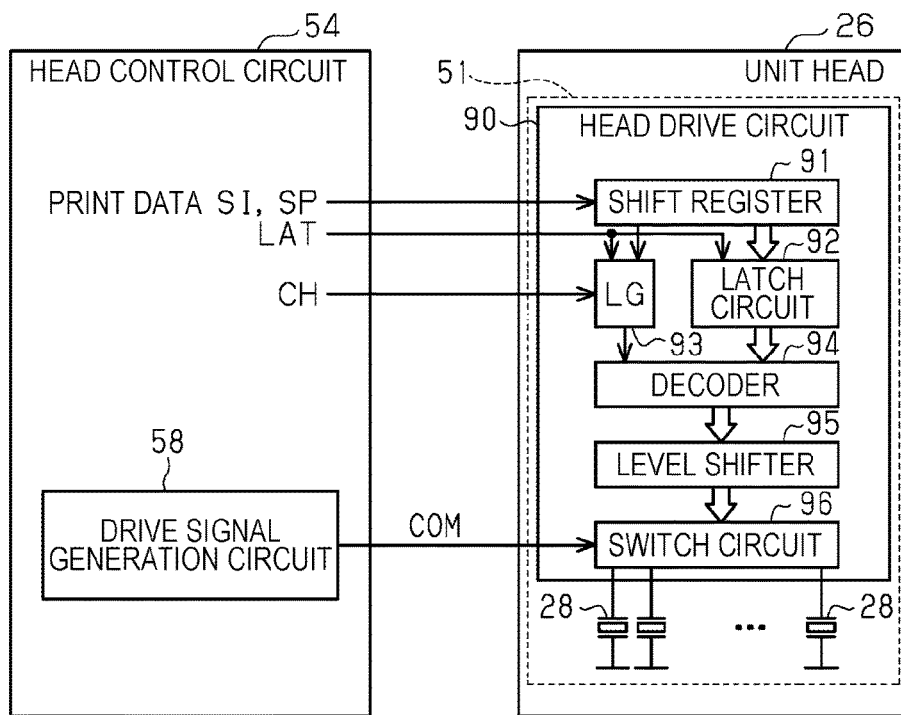 54
HEAD CONTROL CIRCUIT
PRINT DATA SI, SP
LAT
CH
58
DRIVE SIGNAL
GENERATION CIRCUIT
COM
26
UNIT HEAD
51
90
HEAD DRIVE CIRCUIT
91
SHIFT REGISTER
92
LG
LATCH
CIRCUIT
93
94
DECODER
95
LEVEL SHIFTER
96
SWITCH CIRCUIT
28
...
28